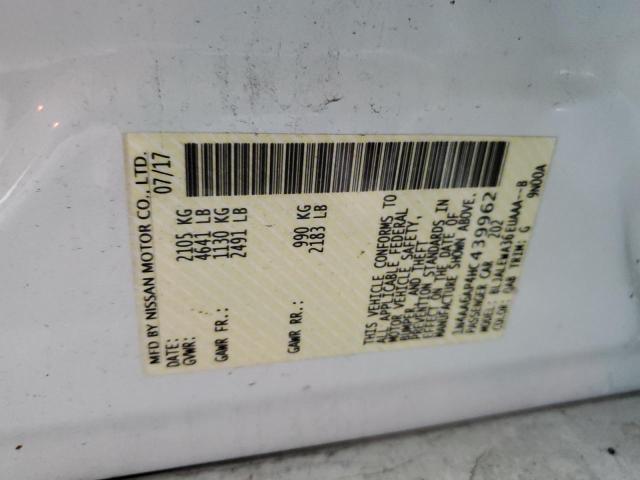 MFD BY NISSAN MOTOR CO., LTD.
DATE: 07/17
GVWR: 2105 KG
4641 LB
GAWR FR.: 1130 KG
2491 LB
GAWR RR.: 990 KG
2183 LB
THIS VEHICLE CONFORMS TO
ALL APPLICABLE FEDERAL
MOTOR VEHICLE SAFETY,
BUMPER, AND THEFT
PREVENTION STANDARDS IN
EFFECT ON THE DATE OF
MANUFACTURE SHOWN ABOVE.
1N4AA6AP4HC439962
PASSENGER CAR 202
MODEL: BLJALEWA36EUAAA--B
COLOR: QAB TRIM: G 9N00A